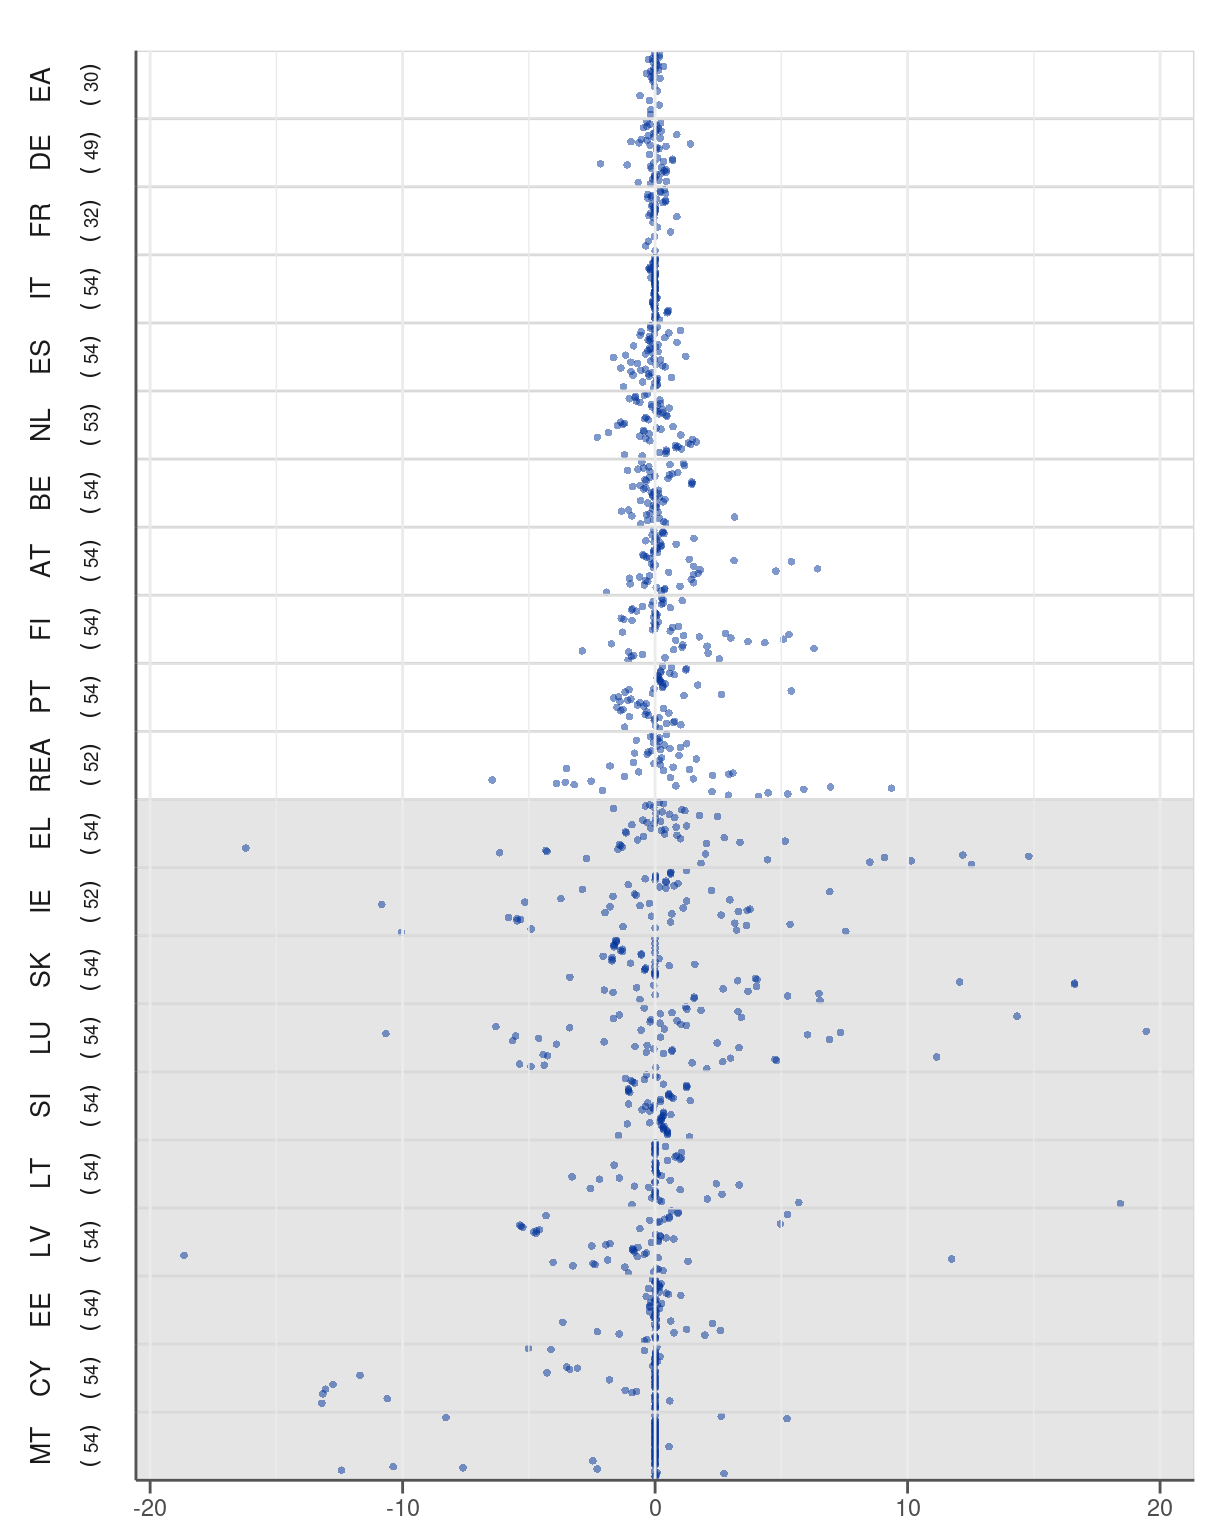 EA ( 30)
DE ( 49)
FR ( 32)
IT ( 54)
ES ( 54)
NL ( 53)
BE ( 54)
AT ( 54)
FI ( 54)
PT ( 54)
REA ( 52)
EL ( 54)
IE ( 52)
SK ( 54)
LU ( 54)
SI ( 54)
LT ( 54)
LV ( 54)
EE ( 54)
CY ( 54)
MT ( 54)
-20 -10 0 10 20